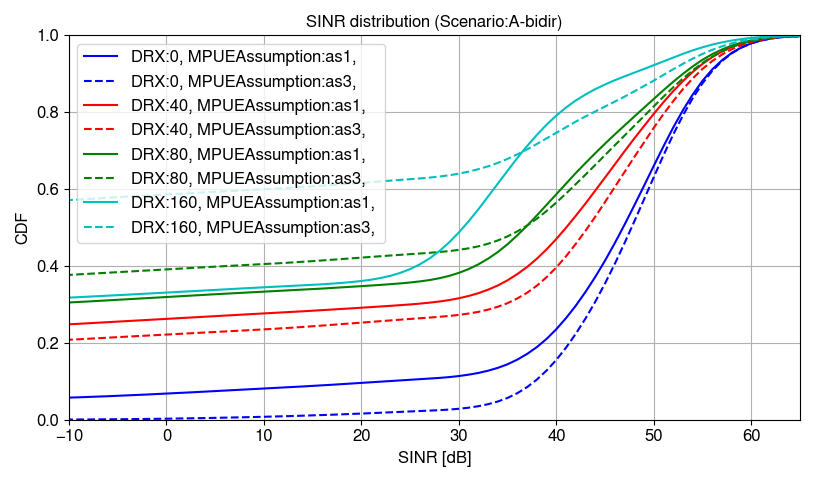 SINR distribution (Scenario:A-bidir)
1.0
0.8
0.6
0.4
0.2
0.0
CDF
DRX:0, MPUEAssumption:as1,
DRX:0, MPUEAssumption:as3,
DRX:40, MPUEAssumption:as1,
DRX:40, MPUEAssumption:as3,
DRX:80, MPUEAssumption:as1,
DRX:80, MPUEAssumption:as3,
DRX:160, MPUEAssumption:as1,
DRX:160, MPUEAssumption:as3,
−10 0 10 20 30 40 50 60
SINR [dB]